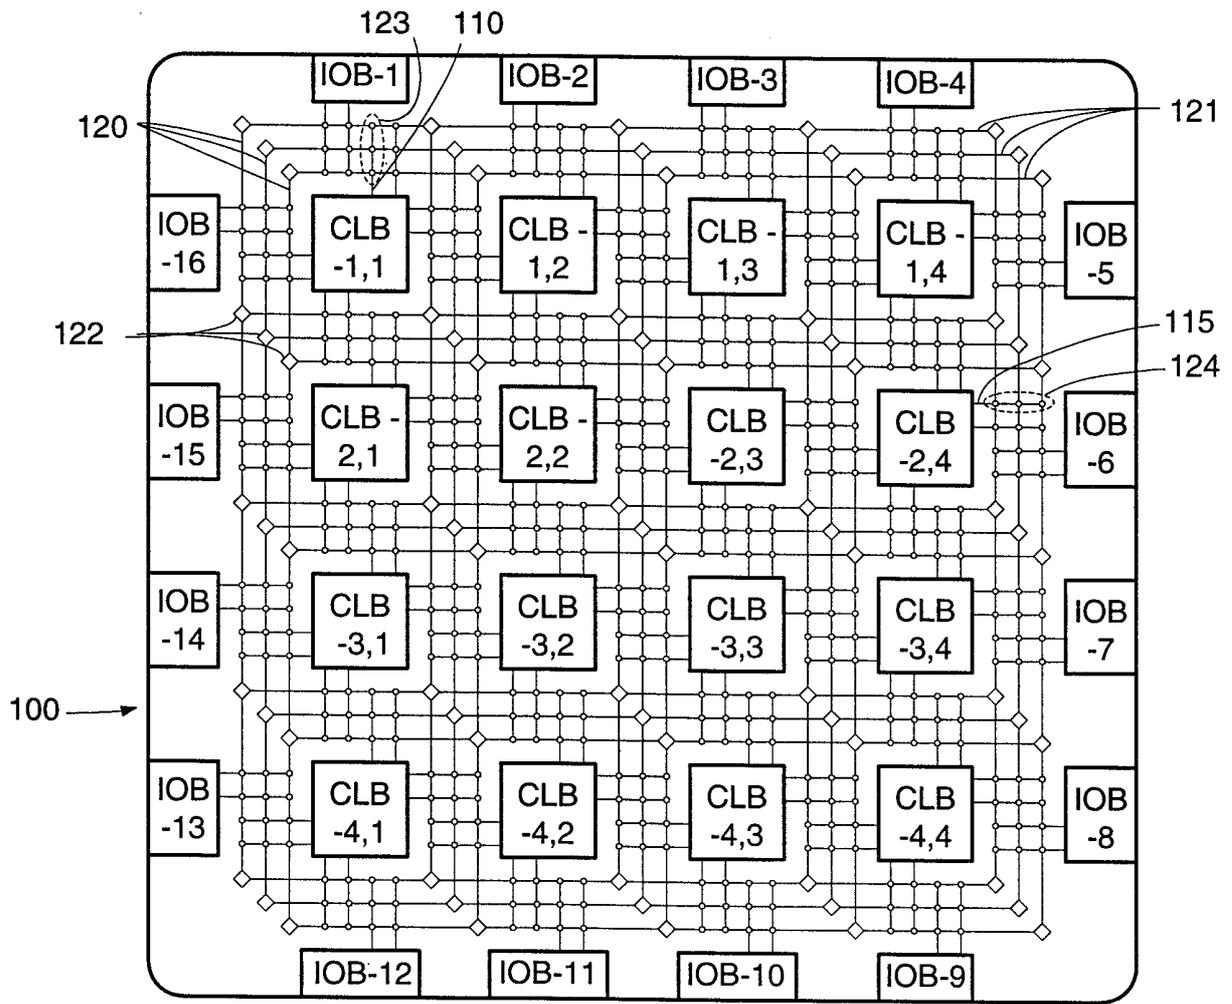 123 110
IOB-1 IOB-2 IOB-3 IOB-4
120 121
IOB CLB CLB - CLB - CLB - IOB
-16 -1,1 1,2 1,3 1,4 -5
122 115
124
IOB CLB - CLB - CLB CLB IOB
-15 2,1 2,2 -2,3 -2,4 -6
IOB CLB CLB CLB CLB IOB
-14 -3,1 -3,2 -3,3 -3,4 -7
100
IOB CLB CLB CLB CLB IOB
-13 -4,1 -4,2 -4,3 -4,4 -8
IOB-12 IOB-11 IOB-10 IOB-9